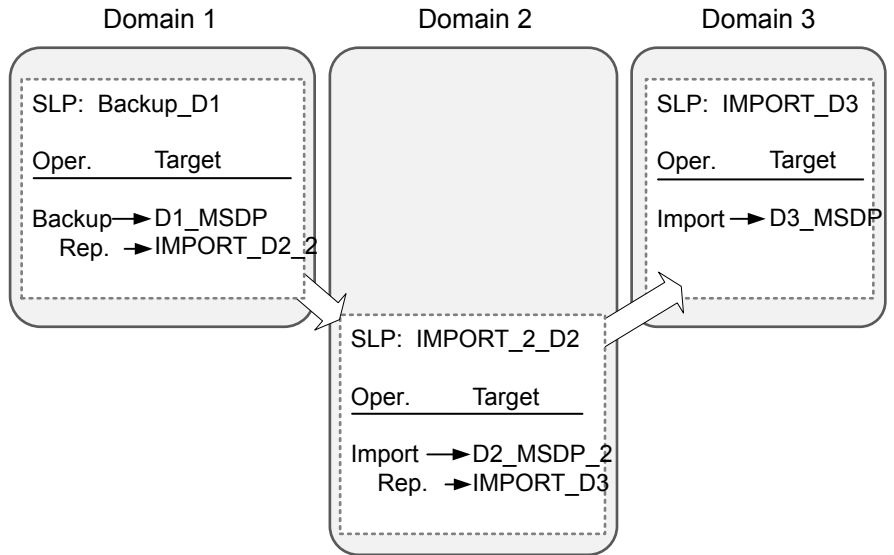 Domain 1
Domain 2
Domain 3
SLP: Backup_D1
Oper. Target
Backup D1_MSDP
Rep. IMPORT_D2_2
SLP: IMPORT_2_D2
Oper. Target
Import D2_MSDP_2
Rep. IMPORT_D3
SLP: IMPORT_D3
Oper. Target
Import D3_MSDP